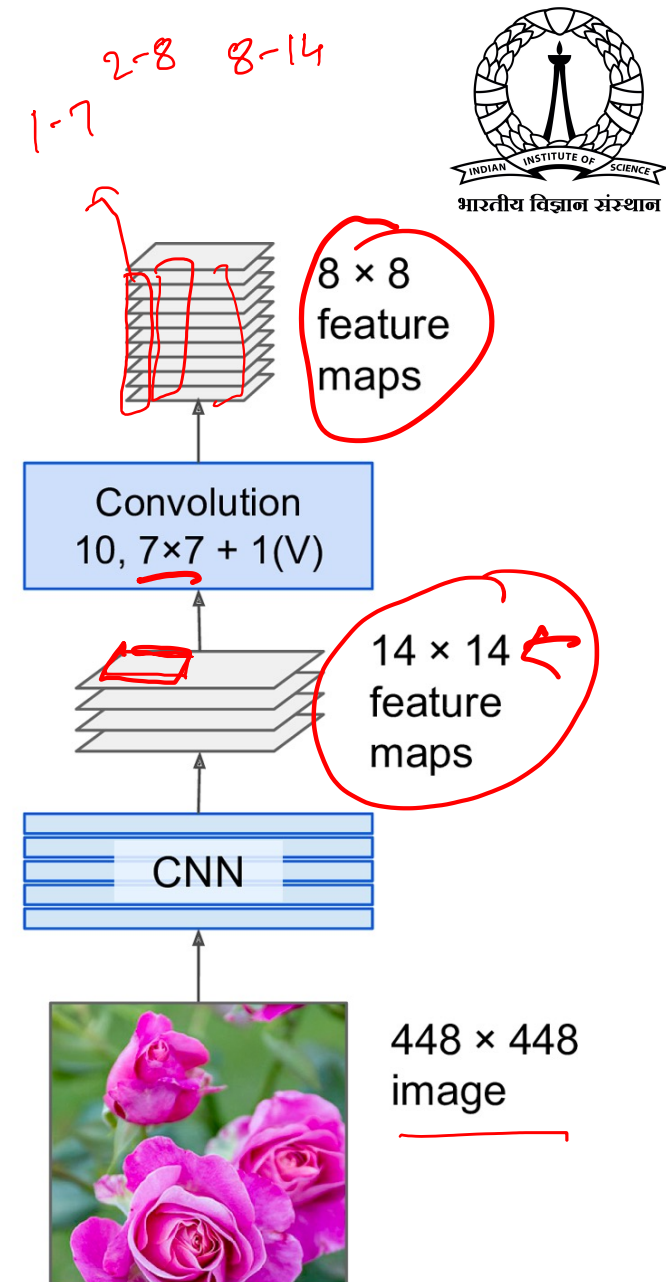 2-8 8-14
1-7
INDIAN INSTITUTE OF SCIENCE
भारतीय विज्ञान संस्थान
8 × 8
feature
maps
Convolution
10, 7×7 + 1(V)
14 × 14
feature
maps
CNN
448 × 448
image